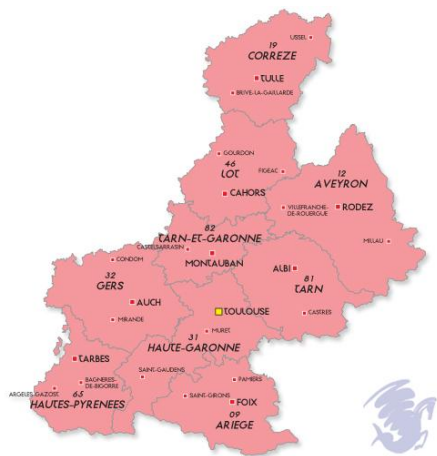 USSEL
19
CORREZE
TULLE
BRIVE-LA-GAILLARDE
GOURDON
46
LOT
FIGEAC
CAHORS
12
AVEYRON
VILLEFRANCHE-
DE-ROUERGUE
RODEZ
MILLAU
82
TARN-ET-GARONNE
CASTELSARRASIN
MONTAUBAN
CONDOM
32
GERS
AUCH
MIRANDE
ALBI
81
TARN
CASTRES
TOULOUSE
MURET
31
HAUTE-GARONNE
TARBES
BAGNERES-
DE-BIGORRE
ARGELES-GAZOST
65
HAUTES-PYRENEES
SAINT-GAUDENS
PAMIERS
SAINT-GIRONS
FOIX
09
ARIEGE